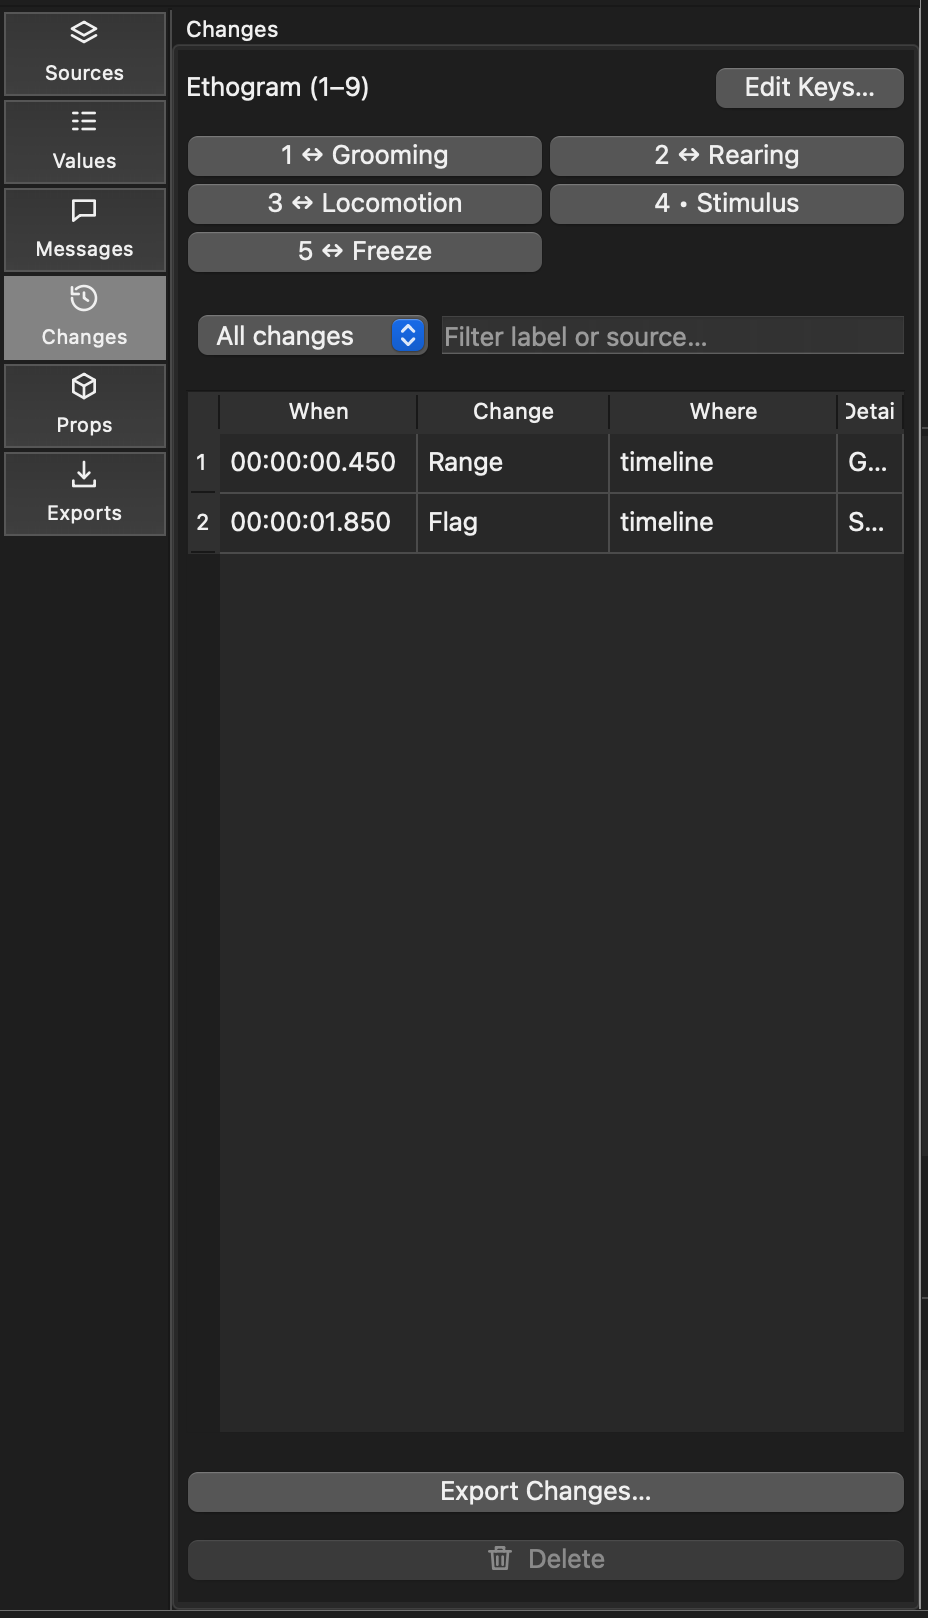 Changes
Sources
Values
Messages
Changes
Props
Exports
Ethogram (1–9)
Edit Keys...
1 ↔ Grooming
2 ↔ Rearing
3 ↔ Locomotion
4 • Stimulus
5 ↔ Freeze
All changes
Filter label or source...
When Change Where Detai
1 00:00:00.450 Range timeline G...
2 00:00:01.850 Flag timeline S...
Export Changes...
Delete